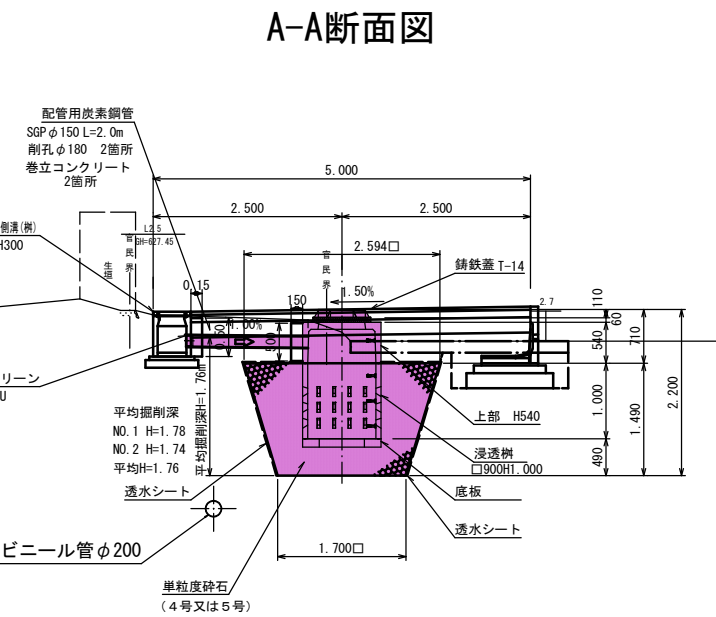 A-A断面図
配管用炭素鋼管
SGPφ150 L=2.0m
削孔φ180 2箇所
巻立コンクリート
2箇所
5.000
2.500
2.500
側溝(桝)
H300
L2.5
GH=627.45
官民界
生垣
2.594□
官民界
鋳鉄蓋 T-14
0.15
150
1.50%
2.7
110
60
1.00%
0.50
500
540
710
リーン
U
平均掘削深
NO.1 H=1.78
NO.2 H=1.74
平均H=1.76
平均掘削深H=1.76m
上部 H540
1.000
1.490
2.200
浸透桝
□900H1.000
490
透水シート
底板
透水シート
ビニール管φ200
1.700□
単粒度砕石
(4号又は5号)